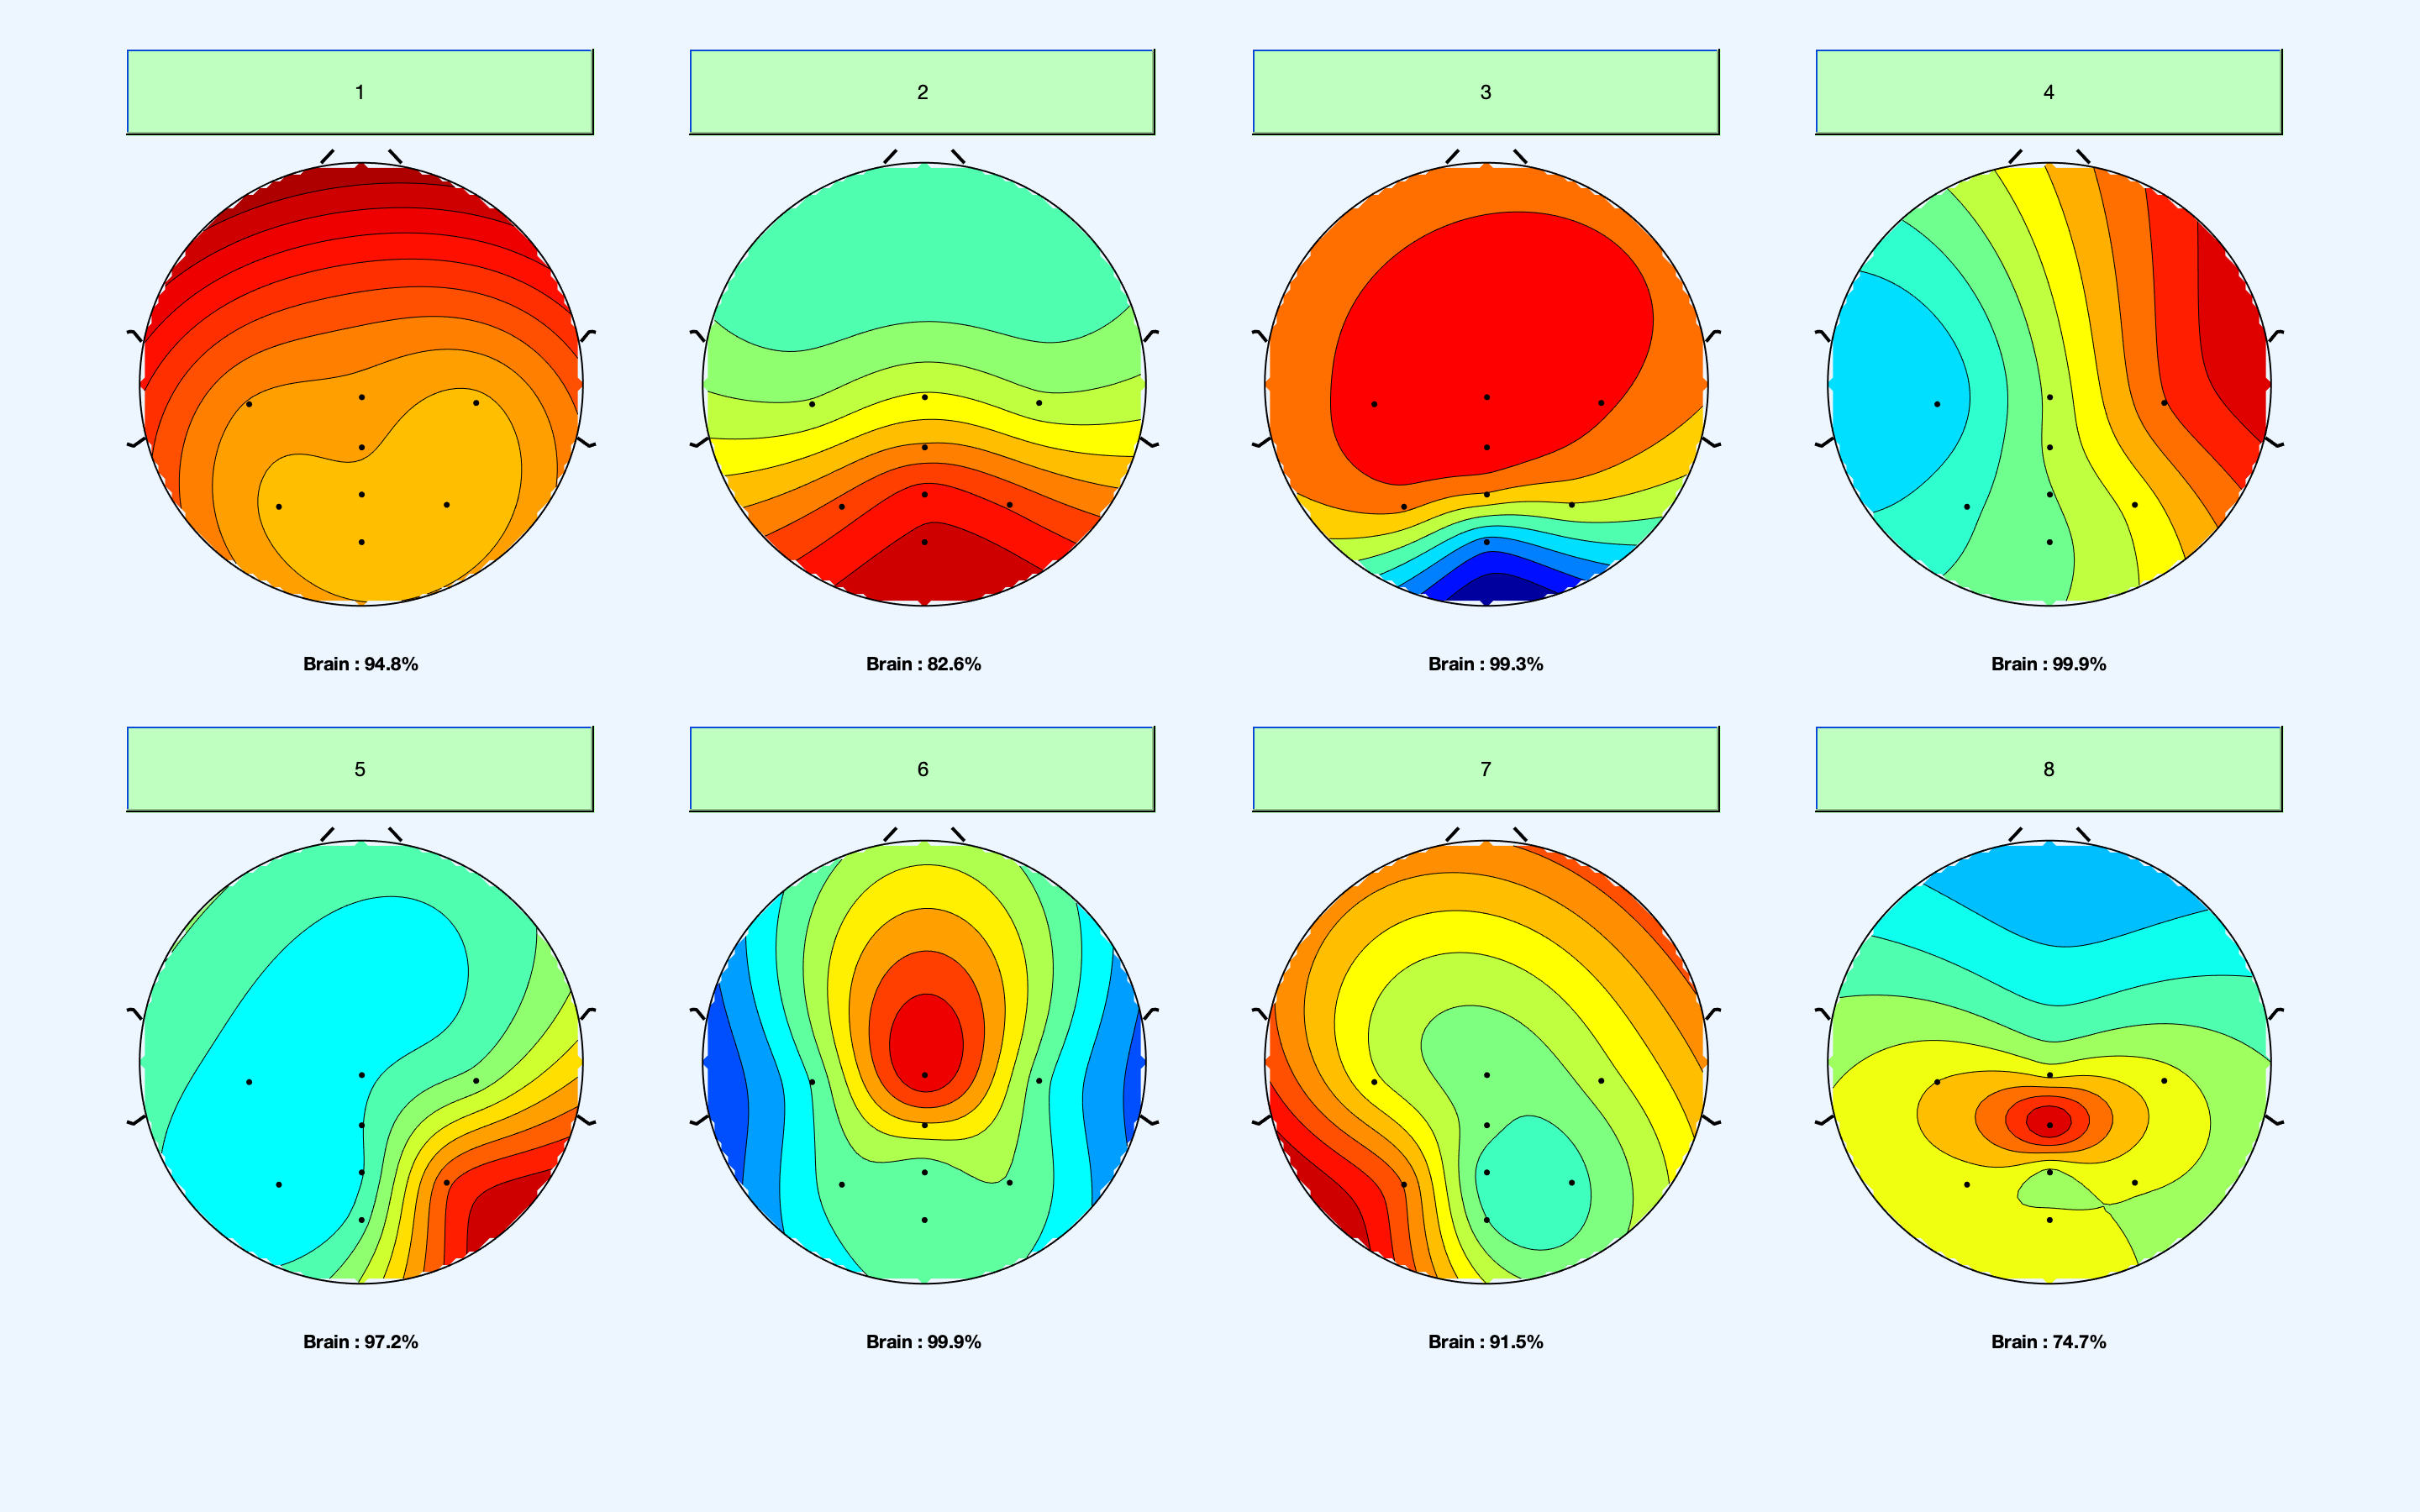 1
2
3
4
Brain : 94.8%
Brain : 82.6%
Brain : 99.3%
Brain : 99.9%
5
6
7
8
Brain : 97.2%
Brain : 99.9%
Brain : 91.5%
Brain : 74.7%